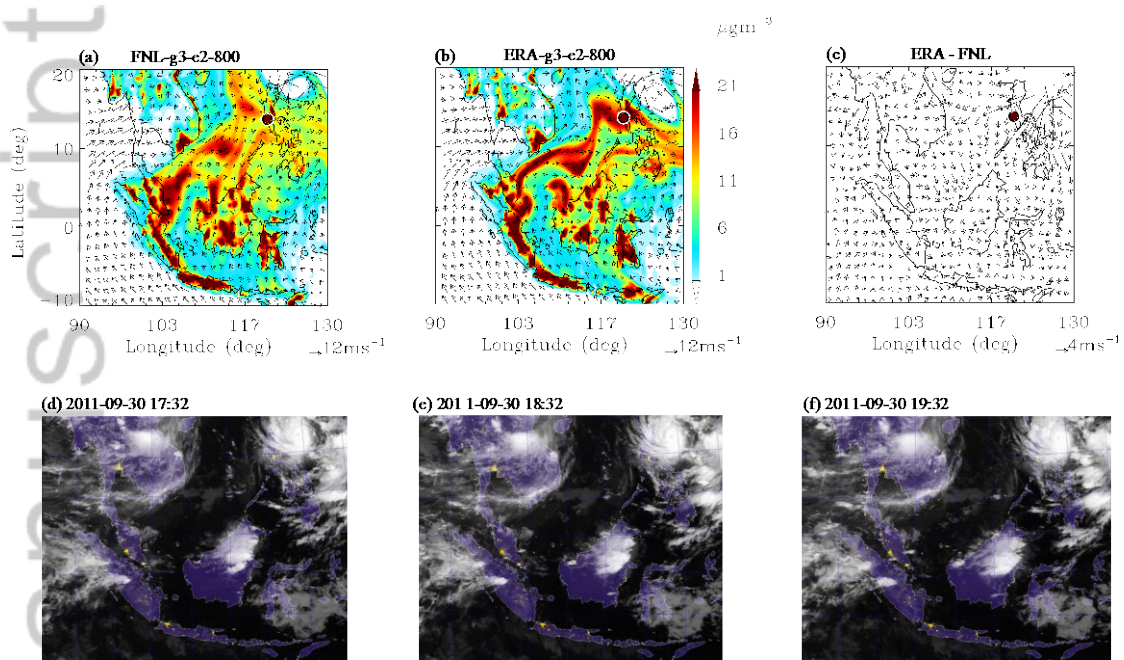 μgm⁻³
(a) FNL-g3-c2-800
(b) ERA-g3-c2-800
(c) ERA - FNL
20
10
0
-10
Latitude (deg)
21
16
11
6
1
90 103 117 130
90 103 117 130
90 103 117 130
Longitude (deg) →12ms⁻¹
Longitude (deg) →12ms⁻¹
Longitude (deg) →4ms⁻¹
(d) 2011-09-30 17:32
(e) 201 1-09-30 18:32
(f) 2011-09-30 19:32
anuscript